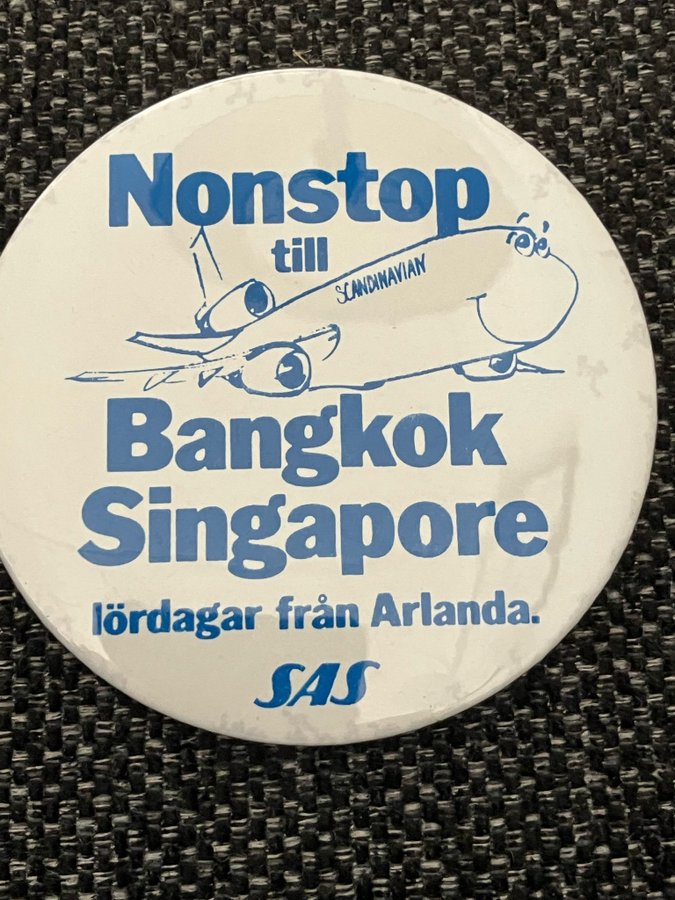 Nonstop
till
SCANDINAVIAN
Bangkok
Singapore
lördagar från Arlanda.
SAS